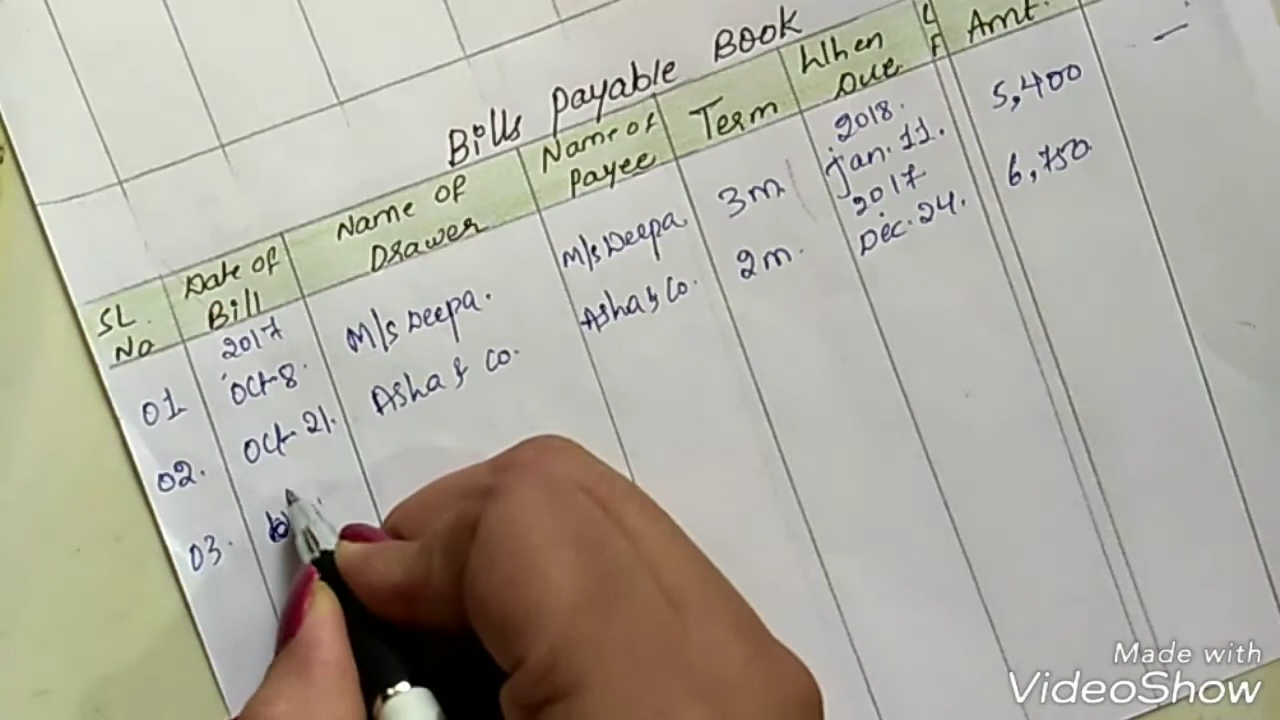 Bills Payable Book
SL. No
Date of Bill
Name of Drawer
Name of Payee
Term
When Due
L F
Amt.
2017
2018.
01 Oct 8. M/s Deepa. M/s Deepa 3m Jan. 11. 5,400 —
2017
02. Oct 21. Asha & Co. Asha & Co. 2m. Dec. 24. 6,750
03.
Made with
VideoShow